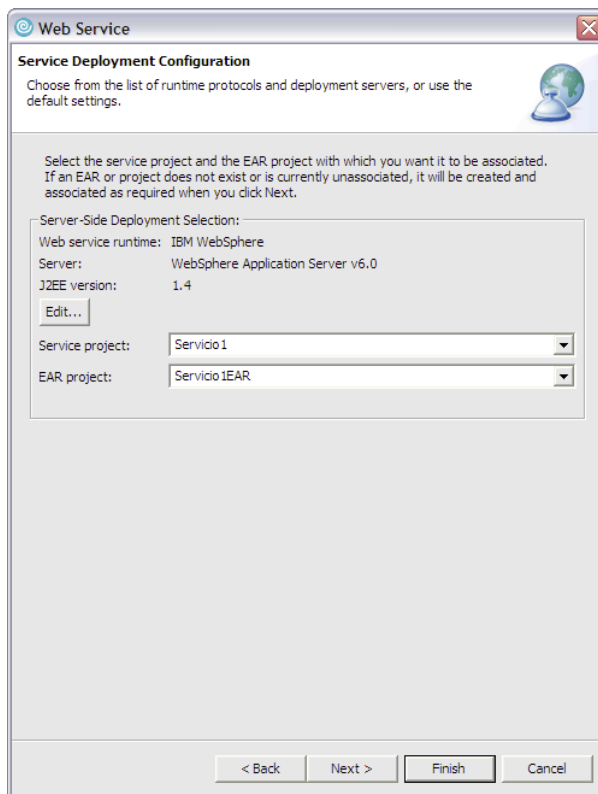 Web Service
Service Deployment Configuration
Choose from the list of runtime protocols and deployment servers, or use the
default settings.
Select the service project and the EAR project with which you want it to be associated.
If an EAR or project does not exist or is currently unassociated, it will be created and
associated as required when you click Next.
Server-Side Deployment Selection:
Web service runtime: IBM WebSphere
Server: WebSphere Application Server v6.0
J2EE version: 1.4
Edit...
Service project: Servicio1
EAR project: Servicio1EAR
< Back Next > Finish Cancel